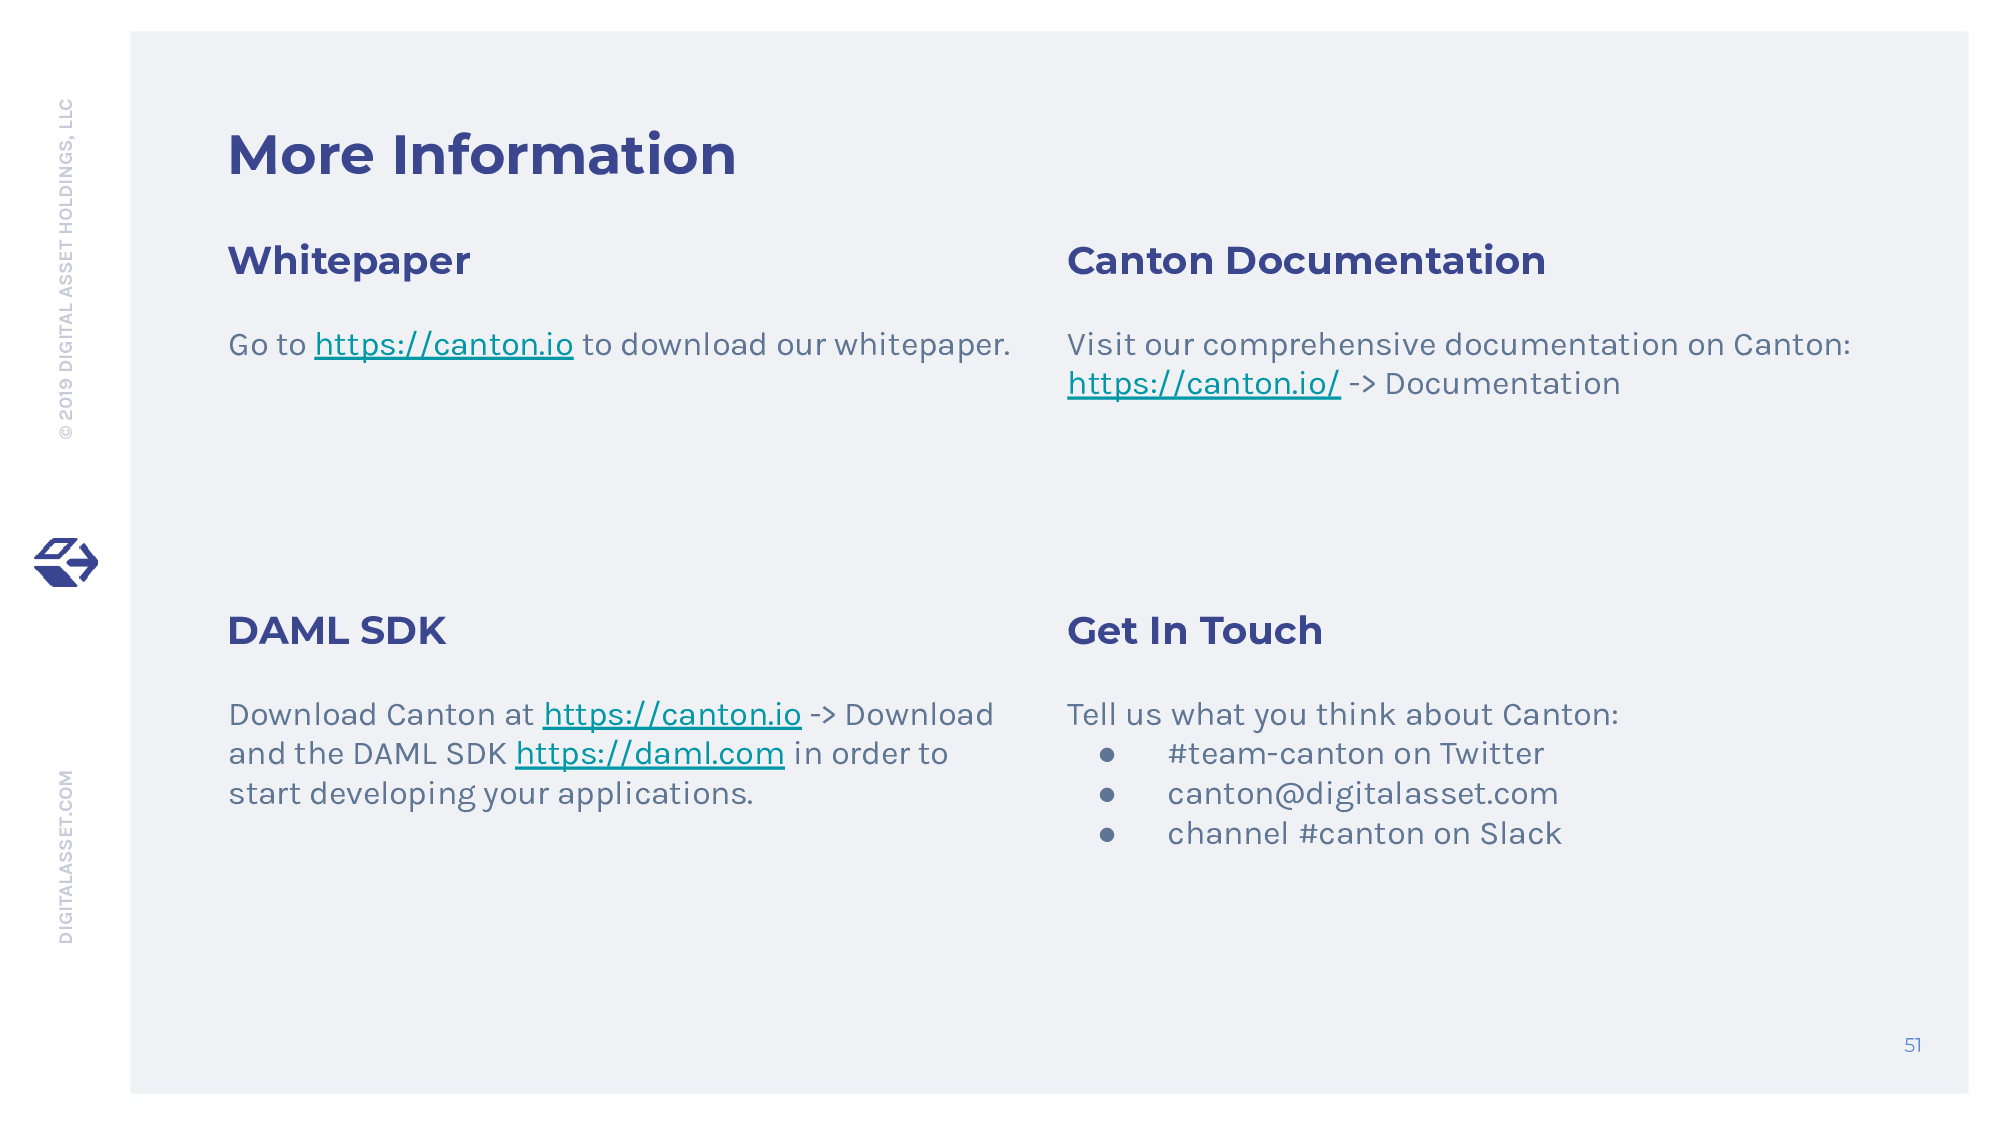 © 2019 DIGITAL ASSET HOLDINGS, LLC
DIGITALASSET.COM
More Information
Whitepaper
Go to https://canton.io to download our whitepaper.
Canton Documentation
Visit our comprehensive documentation on Canton:
https://canton.io/ -> Documentation
DAML SDK
Download Canton at https://canton.io -> Download
and the DAML SDK https://daml.com in order to
start developing your applications.
Get In Touch
Tell us what you think about Canton:
● #team-canton on Twitter
● canton@digitalasset.com
● channel #canton on Slack
51